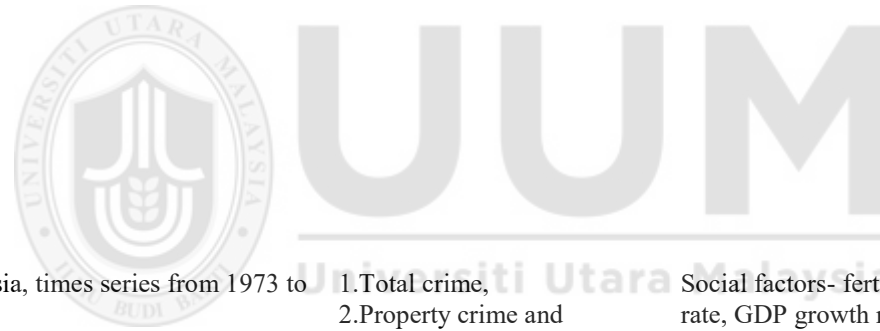 UNIVERSITI UTARA MALAYSIA
UUM
Universiti Utara Malaysia
BUDI
sia, times series from 1973 to
1.Total crime,
2.Property crime and
Social factors- fert
rate, GDP growth r